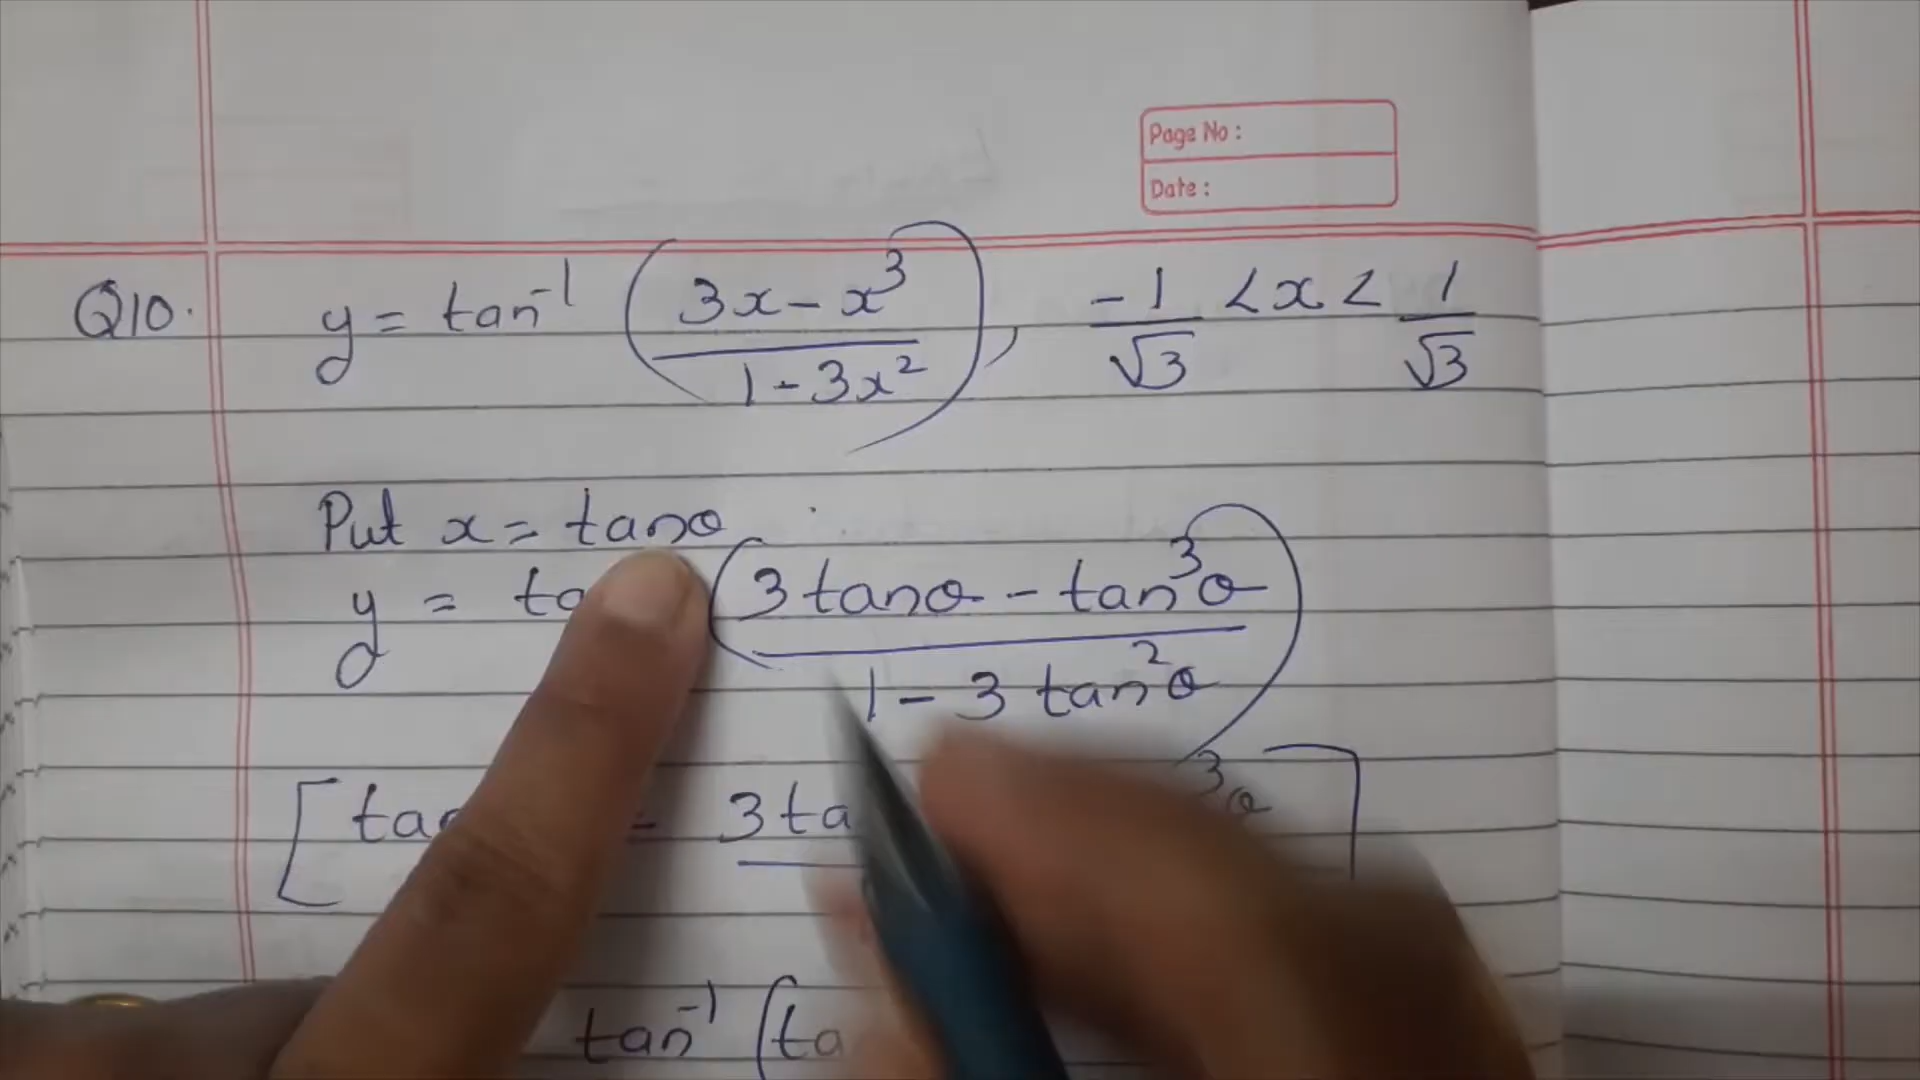 Page No :
Date :
Q10. y = tan⁻¹ (3x - x³ / 1 - 3x²), -1/√3 < x < 1/√3
Put x = tanθ
y = ta (3tanθ - tan³θ / 1 - 3tan²θ)
[ta = 3ta ³θ]
tan⁻¹ (ta